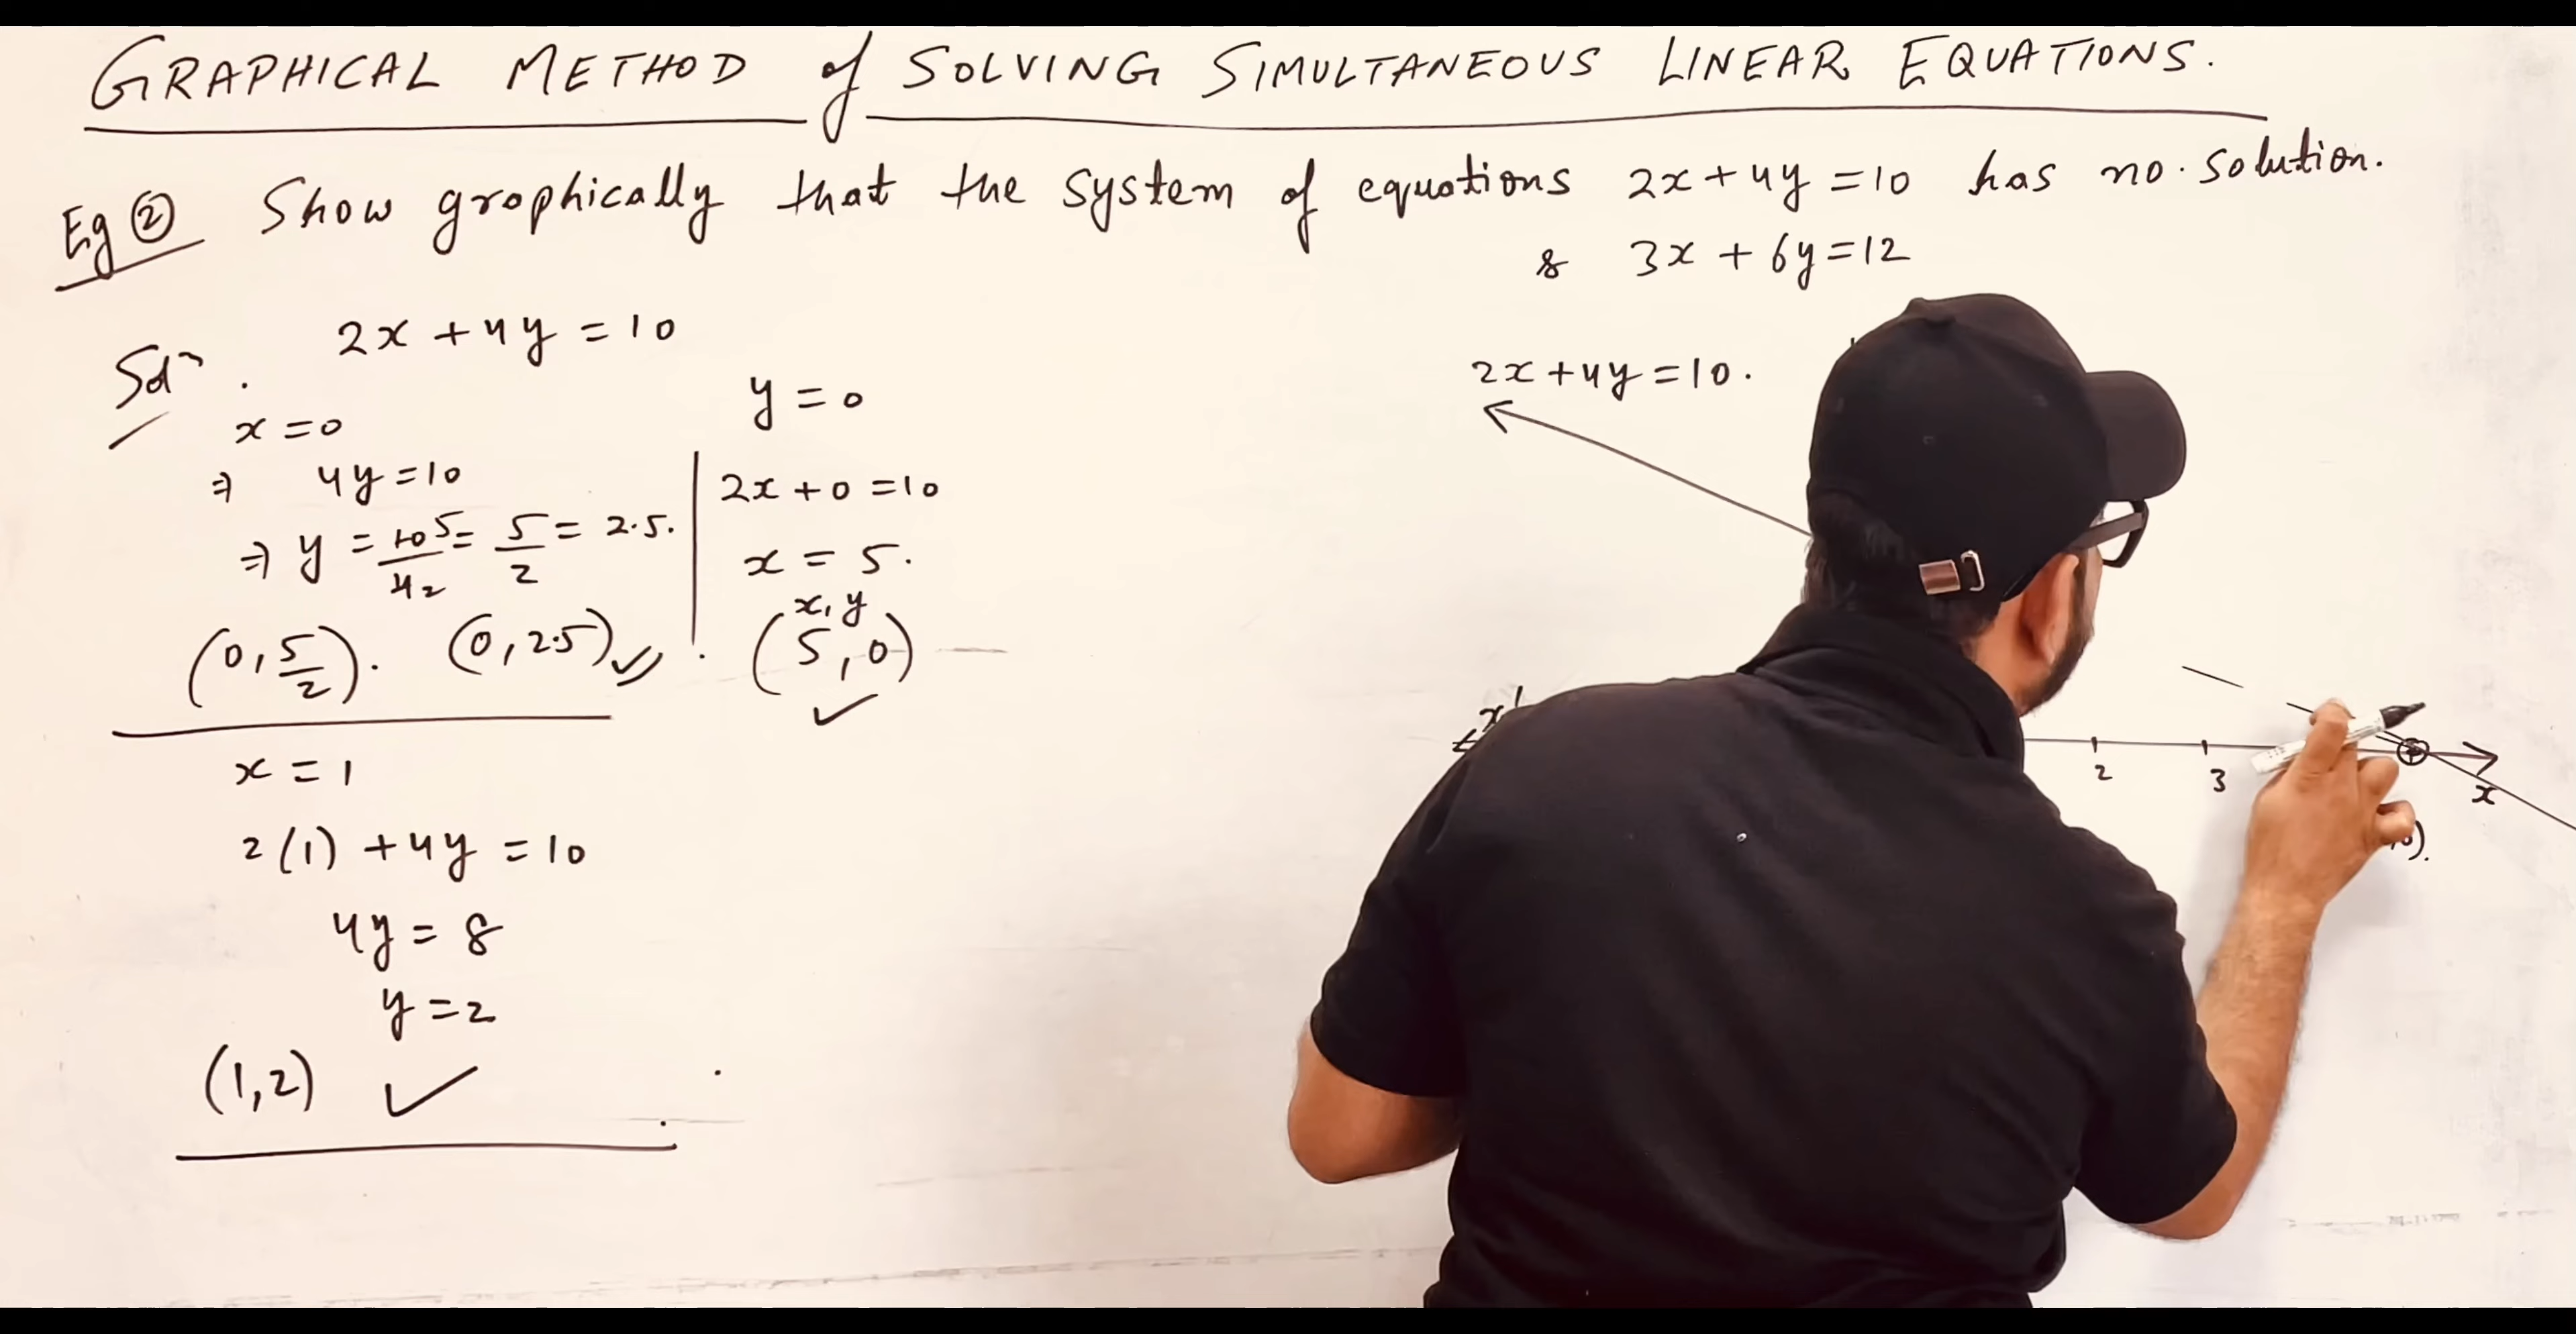 GRAPHICAL METHOD of SOLVING SIMULTANEOUS LINEAR EQUATIONS.
Eg ② Show graphically that the system of equations 2x+4y=10 has no. solution.
& 3x+6y=12
Solⁿ. 2x+4y=10
x=0
⇒ 4y=10
⇒ y = 10/4 5/2 = 5/2 = 2.5.
(0, 5/2). (0, 2.5)
y=0
2x+0=10
x=5.
x, y
(5, 0)
x=1
2(1)+4y=10
4y=8
y=2
(1,2)
2x+4y=10.
x'
2
3
x